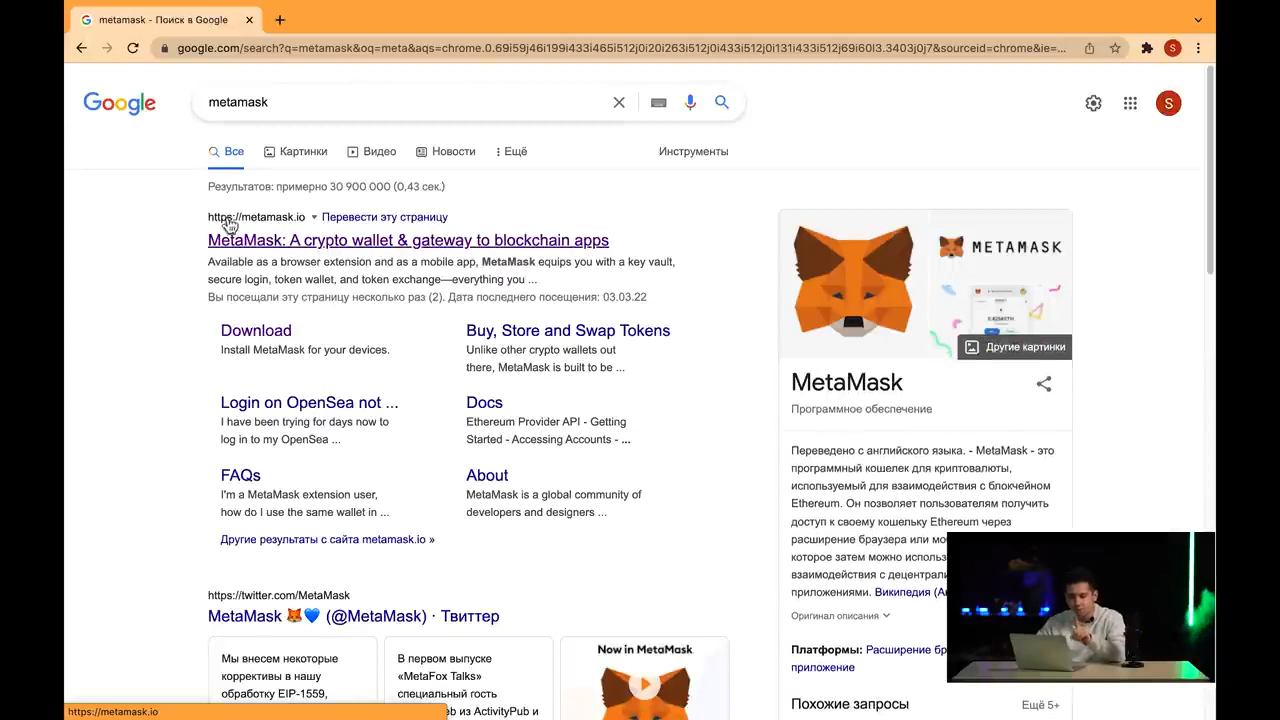 metamask - Поиск в Google
google.com/search?q=metamask&oq=meta&aqs=chrome.0.69i59j46i199i433i465i512j0i20i263i512j0i433i512j0i131i433i512j69i60l3.3403j0j7&sourceid=chrome&ie=...
S
Google
metamask
S
Все
Картинки
Видео
Новости
Ещё
Инструменты
Результатов: примерно 30 900 000 (0,43 сек.)
https://metamask.io
Перевести эту страницу
MetaMask: A crypto wallet & gateway to blockchain apps
Available as a browser extension and as a mobile app, MetaMask equips you with a key vault,
secure login, token wallet, and token exchange—everything you ...
Вы посещали эту страницу несколько раз (2). Дата последнего посещения: 03.03.22
Download
Install MetaMask for your devices.
Buy, Store and Swap Tokens
Unlike other crypto wallets out
there, MetaMask is built to be ...
Login on OpenSea not ...
I have been trying for days now to
log in to my OpenSea ...
Docs
Ethereum Provider API - Getting
Started - Accessing Accounts - ...
FAQs
I'm a MetaMask extension user,
how do I use the same wallet in ...
About
MetaMask is a global community of
developers and designers ...
Другие результаты с сайта metamask.io »
https://twitter.com/MetaMask
MetaMask 🦊💙 (@MetaMask) · Твиттер
Мы внесем некоторые
коррективы в нашу
обработку EIP-1559,
В первом выпуске
«MetaFox Talks»
специальный гость
eb из ActivityPub и
Now in MetaMask
METAMASK
Другие картинки
MetaMask
Программное обеспечение
Переведено с английского языка. - MetaMask - это
программный кошелек для криптовалюты,
используемый для взаимодействия с блокчейном
Ethereum. Он позволяет пользователям получить
доступ к своему кошельку Ethereum через
расширение браузера или мо
которое затем можно использ
взаимодействия с децентрали
приложениями. Википедия (А
Оригинал описания
Платформы: Расширение бр
приложение
Похожие запросы
Ещё 5+
https://metamask.io